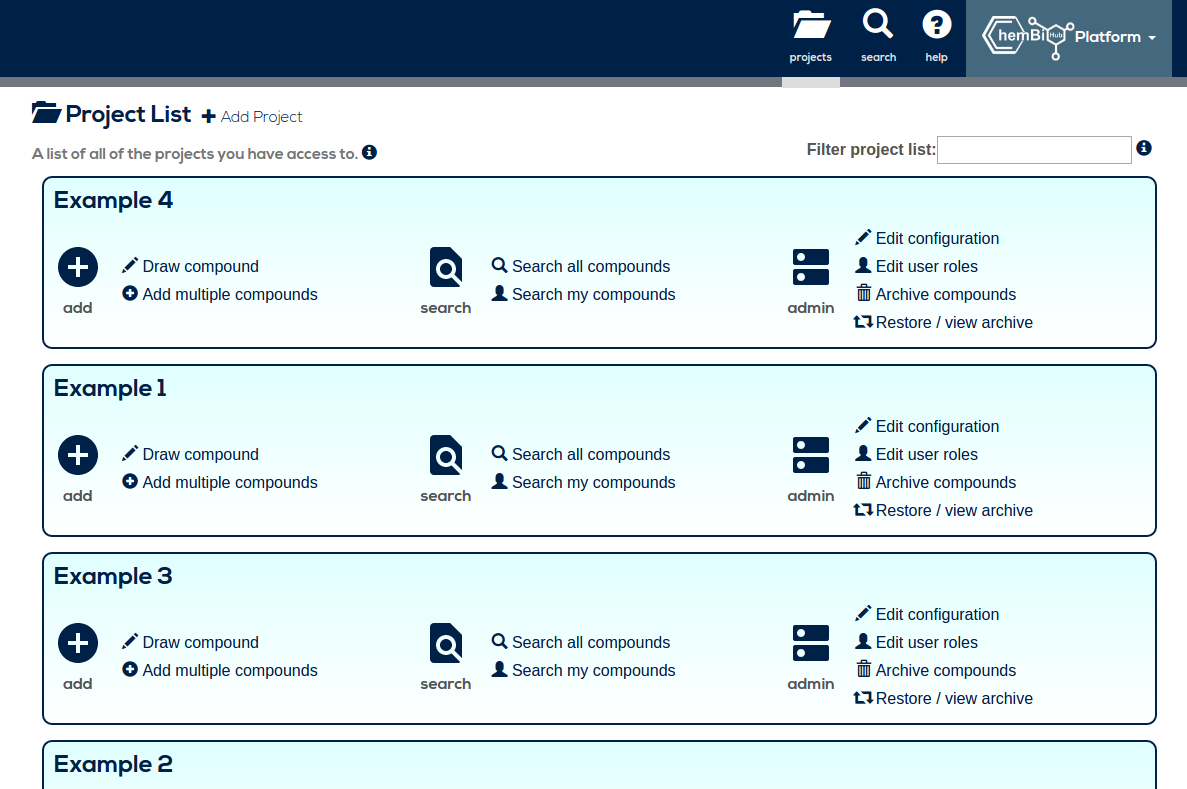 projects
search
help
hemBi Hub Platform
Project List
Add Project
A list of all of the projects you have access to.
Filter project list:
Example 4
add
Draw compound
Add multiple compounds
search
Search all compounds
Search my compounds
admin
Edit configuration
Edit user roles
Archive compounds
Restore / view archive
Example 1
add
Draw compound
Add multiple compounds
search
Search all compounds
Search my compounds
admin
Edit configuration
Edit user roles
Archive compounds
Restore / view archive
Example 3
add
Draw compound
Add multiple compounds
search
Search all compounds
Search my compounds
admin
Edit configuration
Edit user roles
Archive compounds
Restore / view archive
Example 2